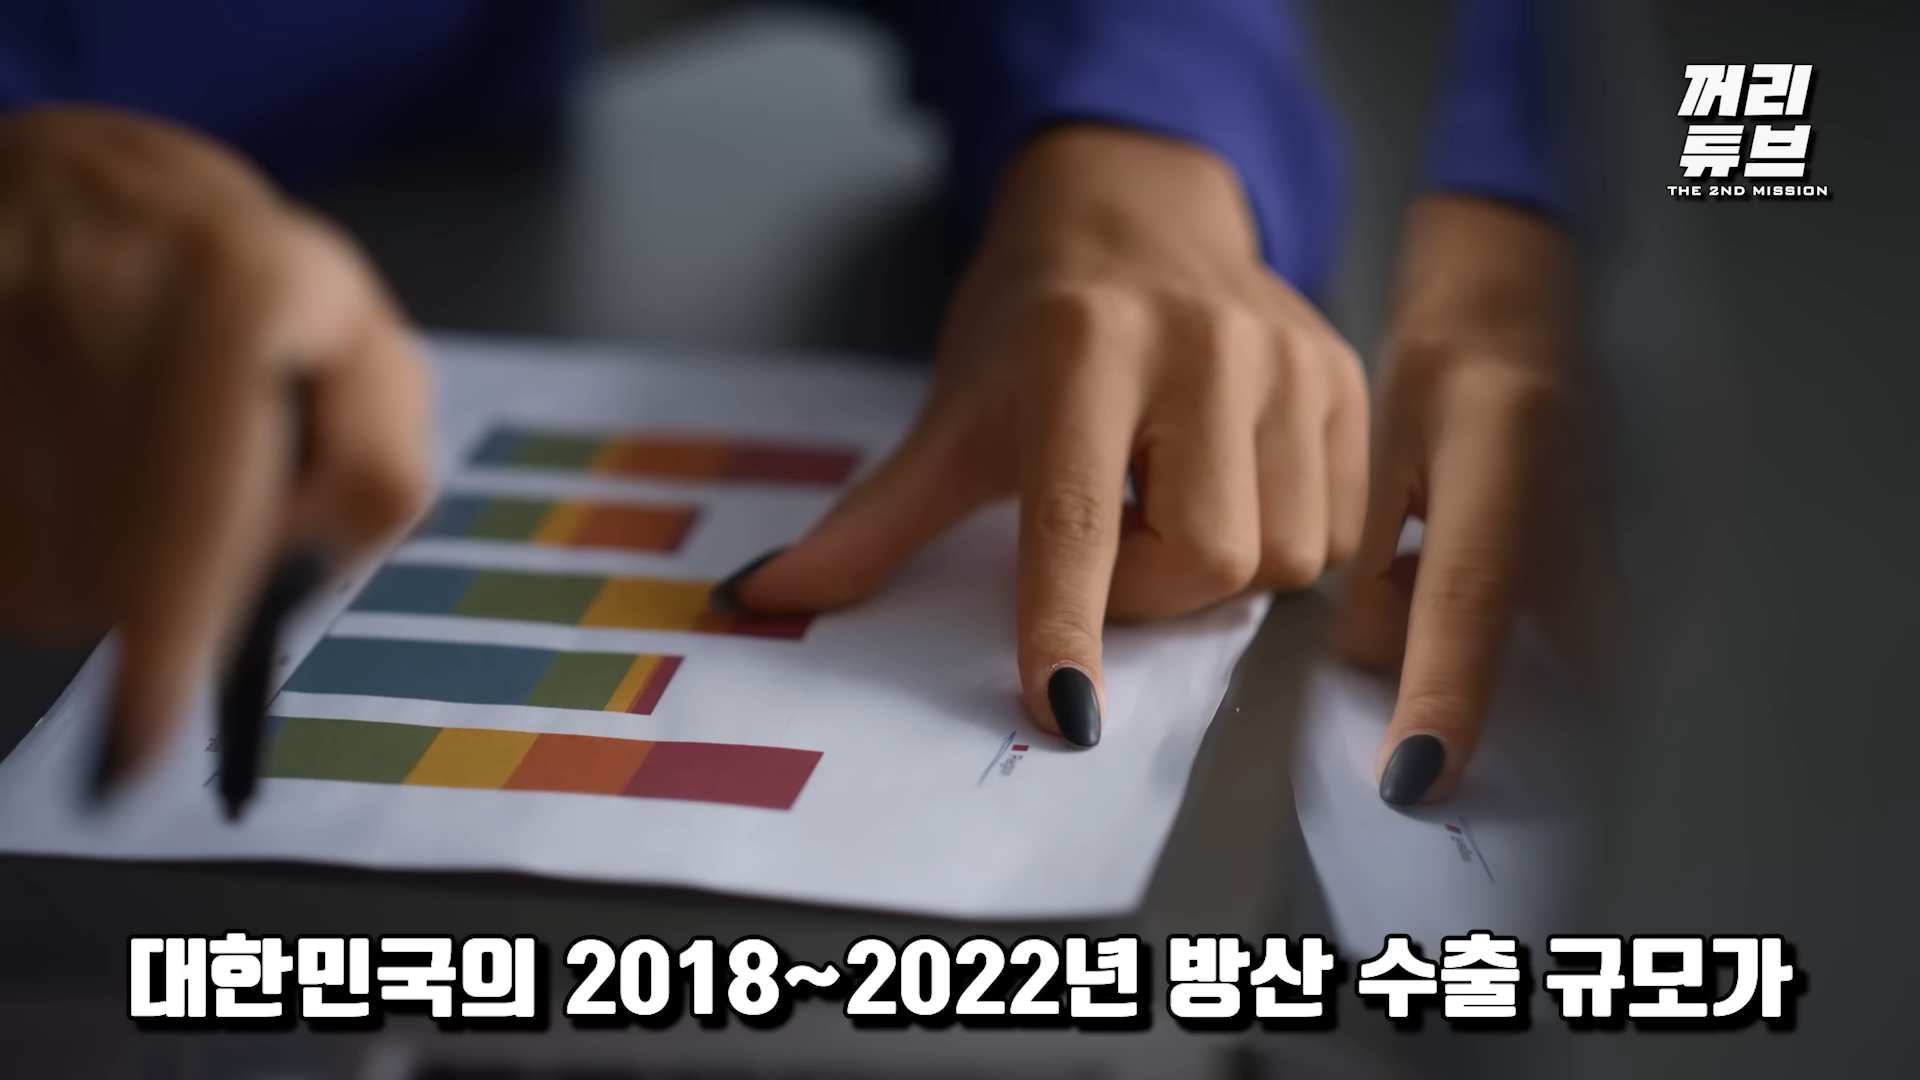 꺼리
튜브
THE 2ND MISSION
대한민국의 2018~2022년 방산 수출 규모가